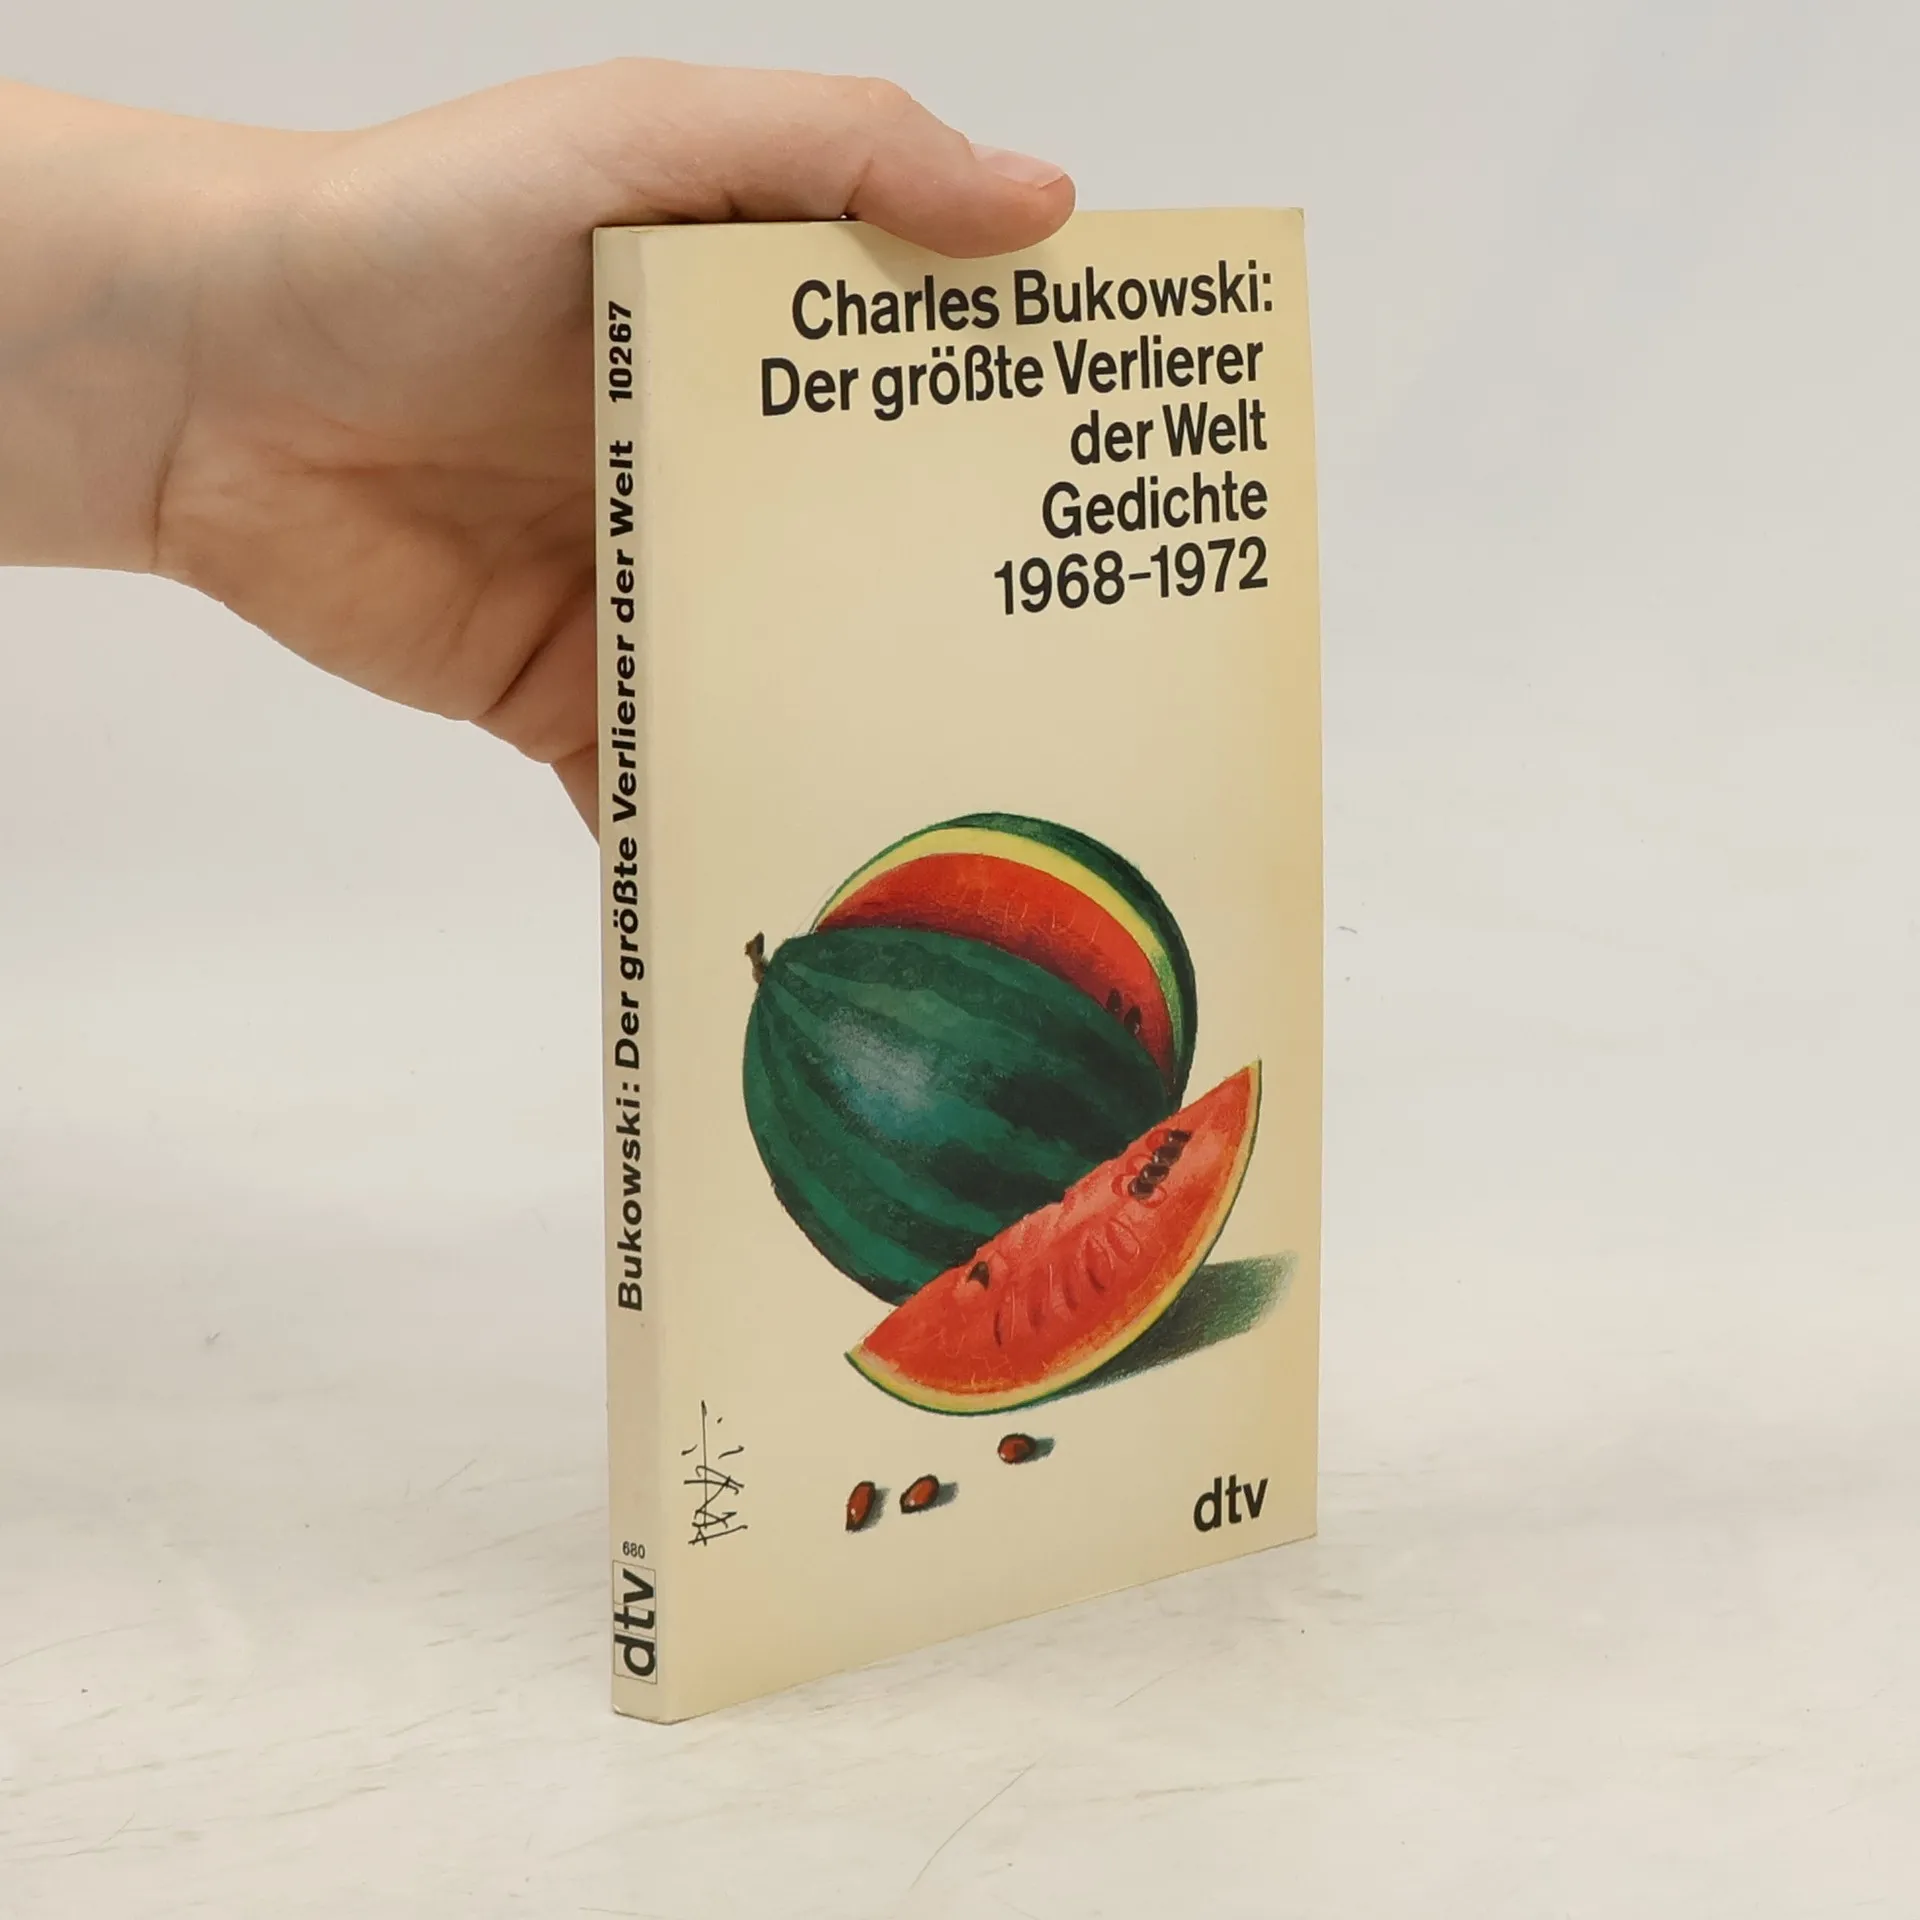 Charles Bukowski:
Der größte Verlierer
der Welt
Gedichte
1968–1972
dtv
Bukowski: Der größte Verlierer der Welt 10267
680
dtv